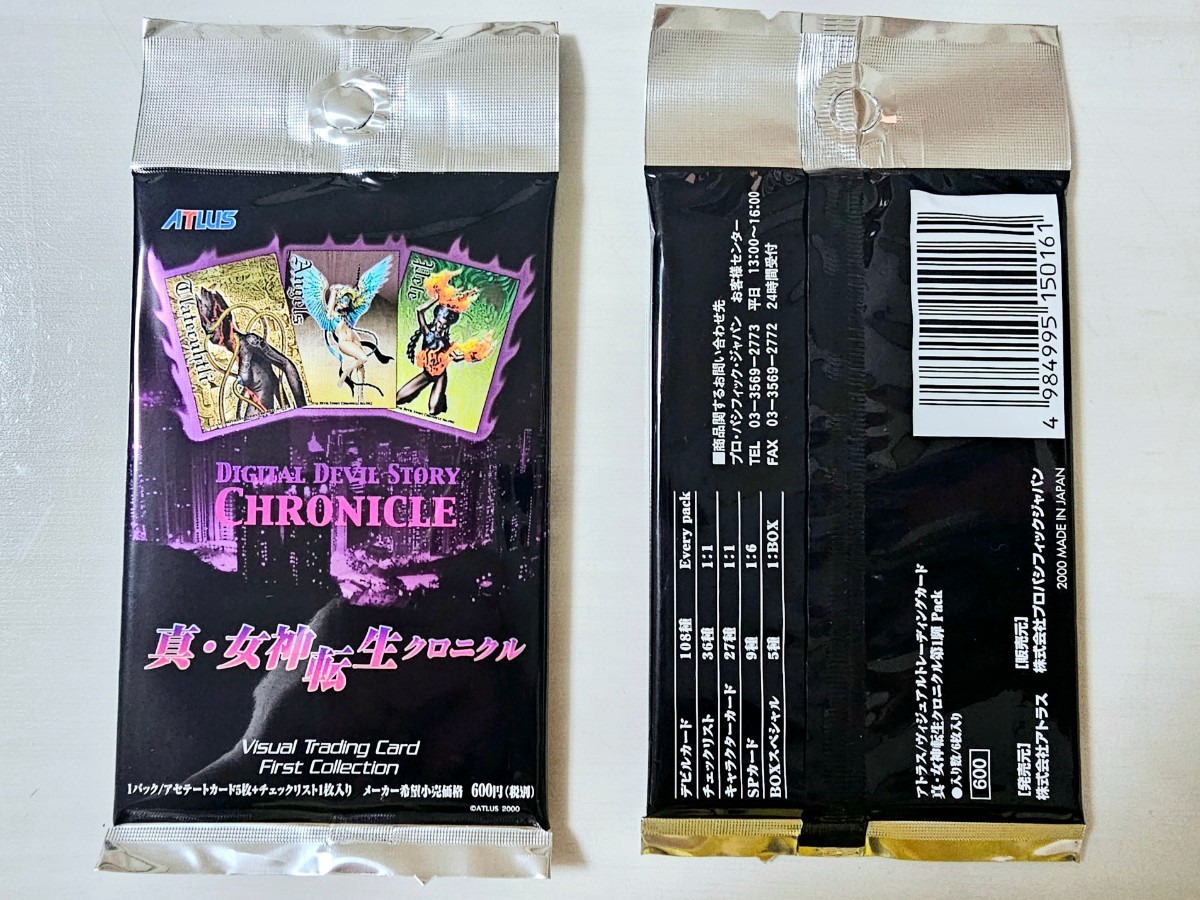 ATLUS
Tlaltecuhtli
Angels
Pele
DIGITAL DEVIL STORY
CHRONICLE
真・女神転生クロニクル
Visual Trading Card
First Collection
1パック/アセテートカード5枚+チェックリスト1枚入り メーカー希望小売価格 600円(税別)
©ATLUS 2000
デビルカード 108種 Every pack
チェックリスト 36種 1:1
キャラクターカード 27種 1:1
SPカード 9種 1:6
BOXスペシャル 5種 1:BOX
■商品関するお問い合わせ先
プロ・パシフィック・ジャパン お客様センター
TEL 03-3569-2773 平日 13:00〜16:00
FAX 03-3569-2772 24時間受付
アトラス/ヴィジュアルトレーディングカード
真・女神転生クロニクル第1弾 Pack
●入り数/6枚入り
600
[発売元] [販売元]
株式会社アトラス 株式会社プロパシフィックジャパン
2000 MADE IN JAPAN
4 984995 150161